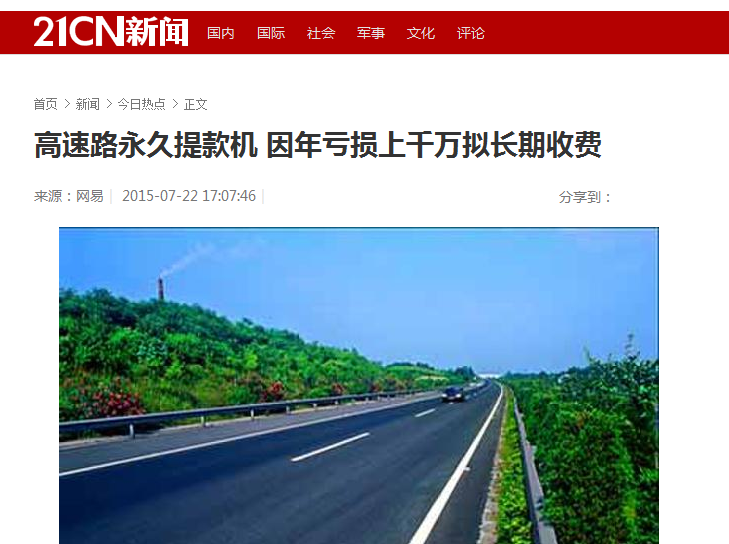 21CN新闻 国内 国际 社会 军事 文化 评论
首页 > 新闻 > 今日热点 > 正文
高速路永久提款机 因年亏损上千万拟长期收费
来源：网易 | 2015-07-22 17:07:46 | 分享到：